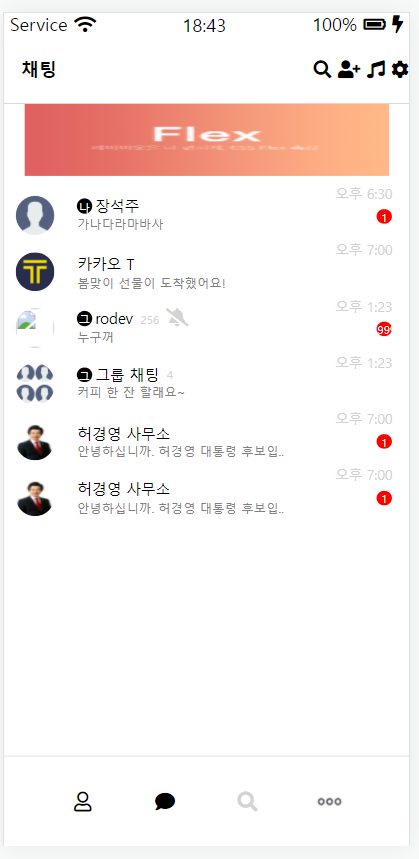 Service 18:43 100%
채팅
Flex
오후 6:30
나 장석주 1
가나다라마바사
오후 7:00
카카오 T
봄맞이 선물이 도착했어요!
오후 1:23
그 rodev 256 99
누구꺼
오후 1:23
그 그룹 채팅 4
커피 한 잔 할래요~
오후 7:00
허경영 사무소 1
안녕하십니까. 허경영 대통령 후보입..
오후 7:00
허경영 사무소 1
안녕하십니까. 허경영 대통령 후보입..